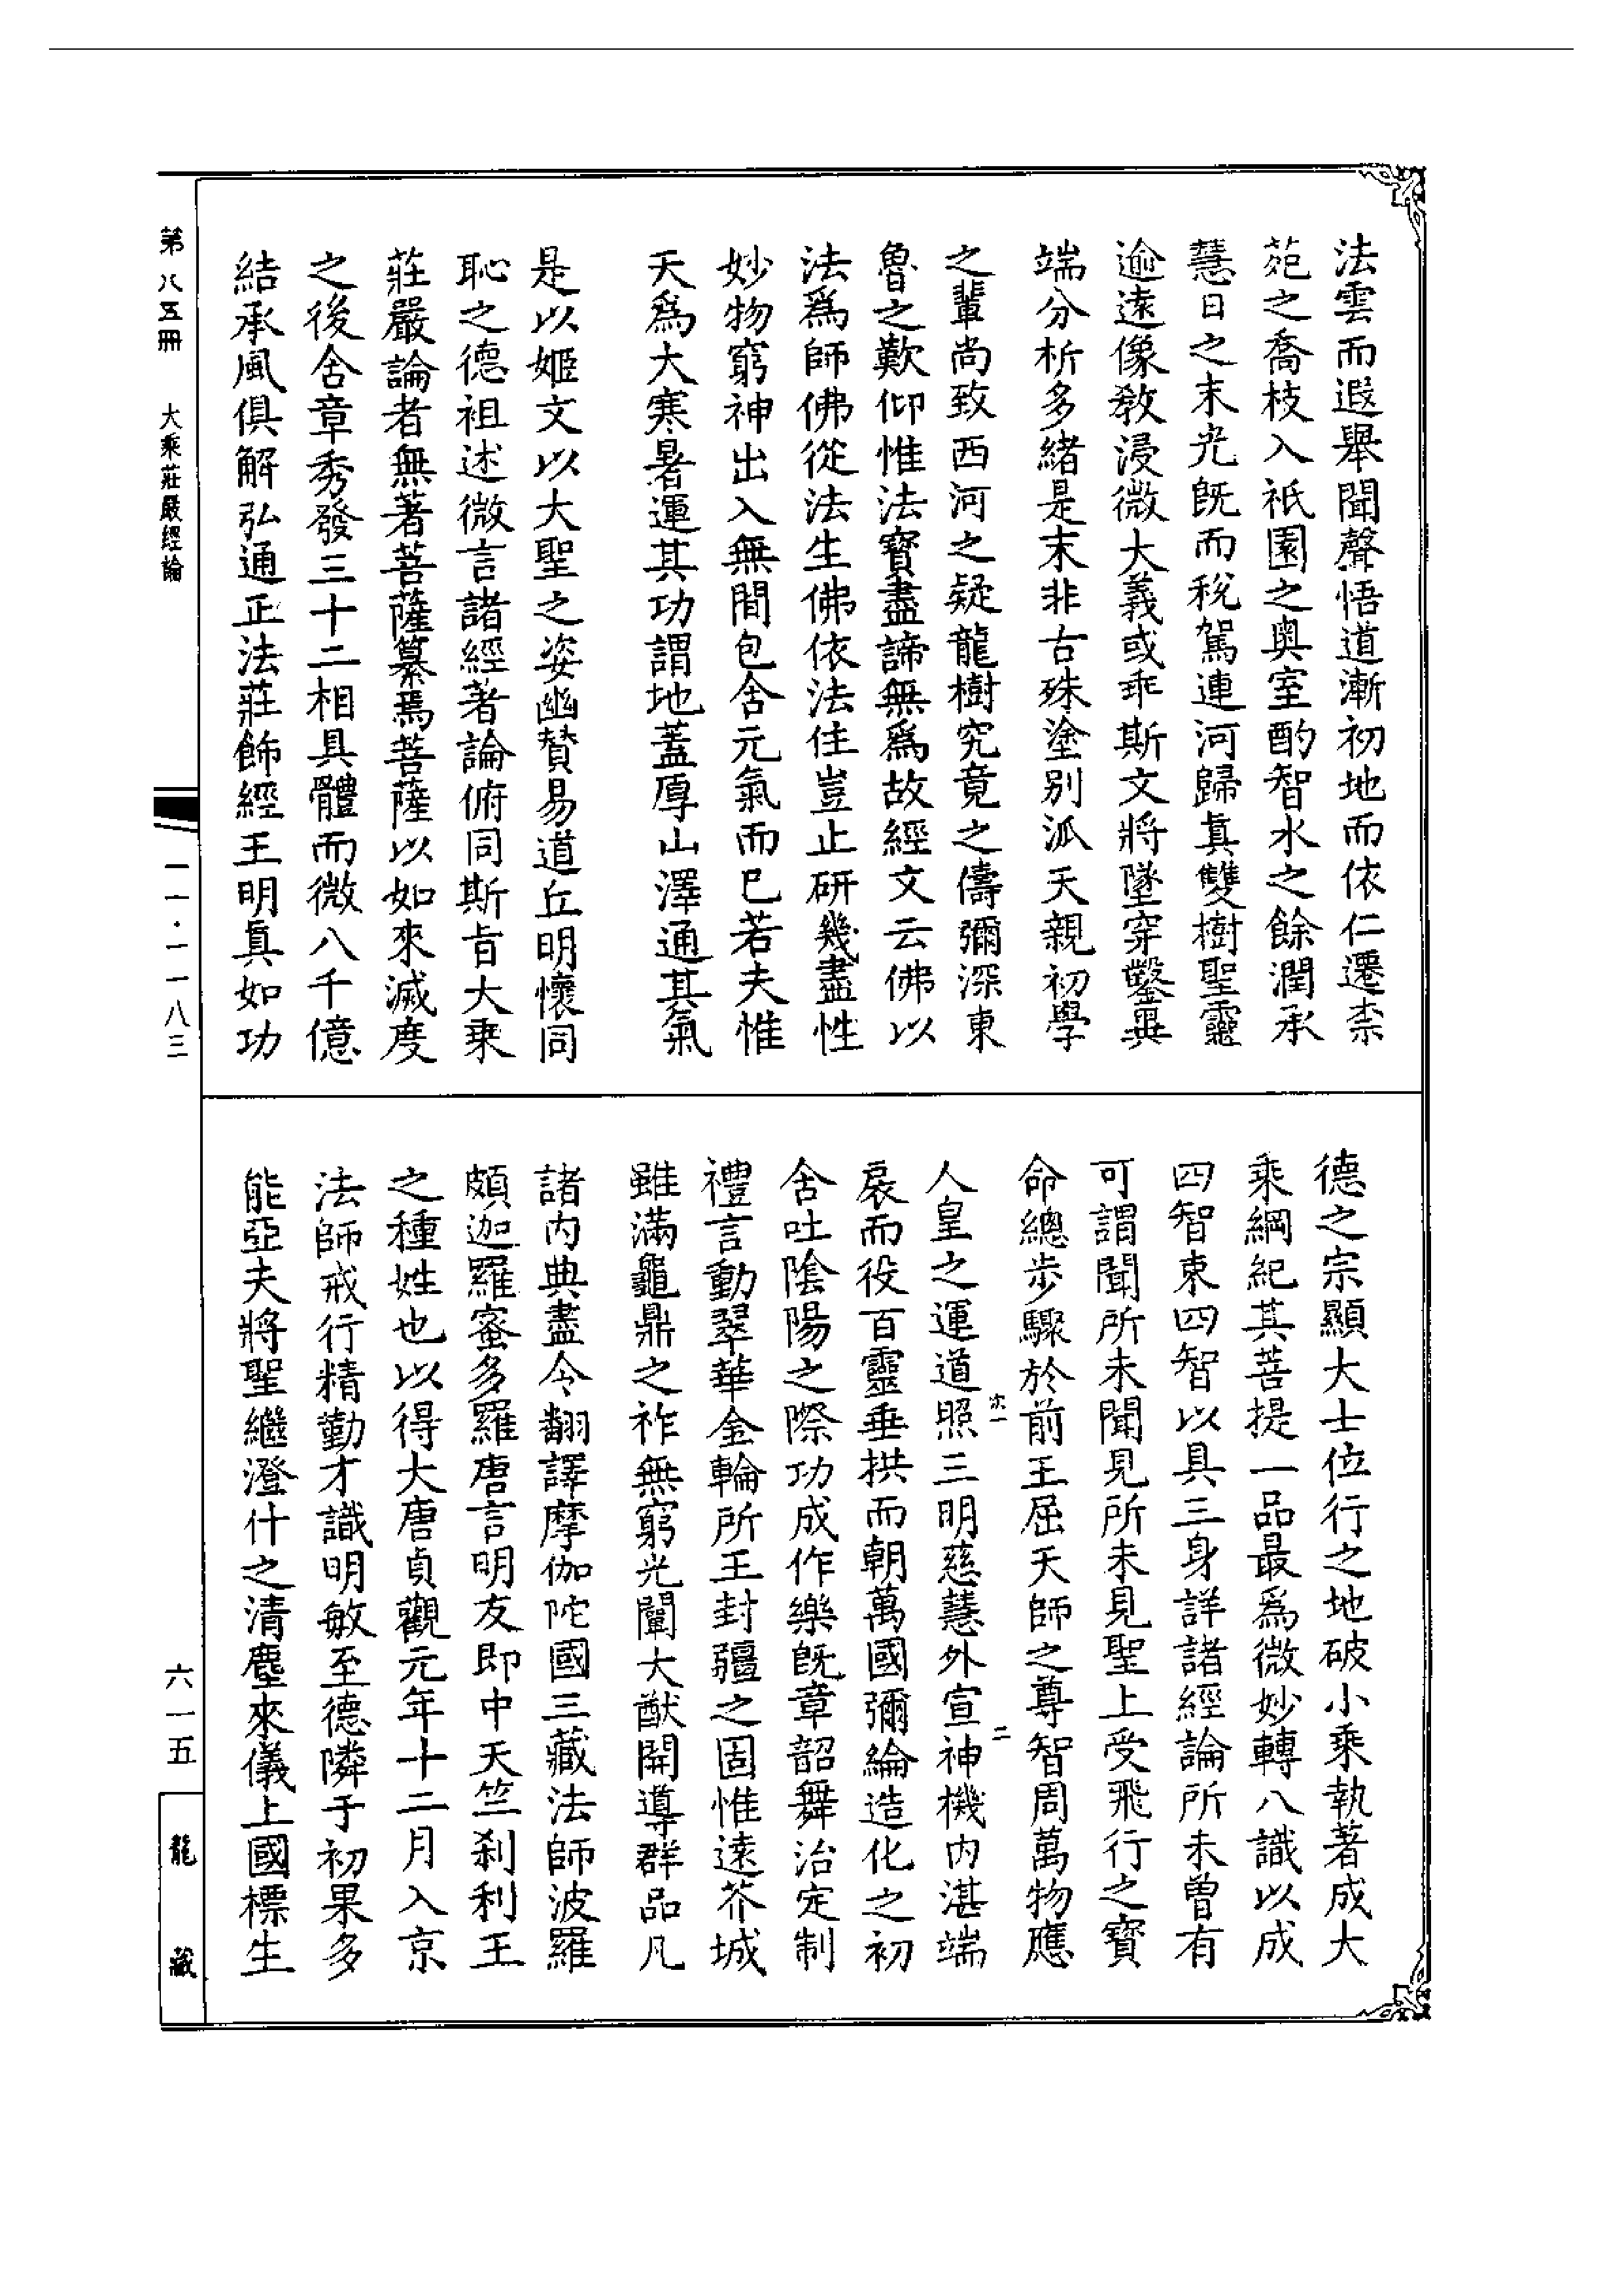 法雲而遐舉聞聲悟道漸初地而依仁遷柰
苑之喬枝入祇園之奥室酌智水之餘潤承
慧日之末光既而税駕連河歸眞雙樹聖靈
逾遠像教浸微大義或乖斯文將墜穿鑿異
端分析多緒是末非古殊塗別派天親初學
之輩尚致西河之疑龍樹究竟之儔彌深東
魯之歎仰惟法寶盡諦無爲故經文云佛以
法爲師佛從法生佛依法住豈止研幾盡性
妙物窮神出入無間包含元氣而已若夫惟
天爲大寒暑運其功謂地蓋厚山澤通其氣
是以姬文以大聖之姿幽賛易道丘明懷同
恥之德祖述微言諸經著論俯同斯旨大乗
莊嚴論者無著菩薩纂焉菩薩以如來滅度
之後含章秀發三十二相具體而微八千億
結承風俱解弘通正法莊飾經王明眞如功
德之宗顯大士位行之地破小乘執著成大
乘綱紀其菩提一品最爲微妙轉八識以成
四智束四智以具三身詳諸經論所未曽有
可謂聞所未聞見所未見聖上受飛行之寶
命總步驟於前王屈天師之尊智周萬物應
人皇之運道照三明慈慧外宣神機内湛端
扆而役百靈垂拱而朝萬國彌綸造化之初
含吐陰陽之際功成作樂既章韶舞治定制
禮言動翠華金輪所王封疆之固惟遠芥城
雖滿龜鼎之祚無窮光闡大猷開導群品凡
諸内典盡令翻譯摩伽陀國三藏法師波羅
頗迦羅蜜多羅唐言明友即中天竺刹利王
之種姓也以得大唐貞觀元年十二月入京
法師戒行精勤才識明敏至德隣于初果多
能亞夫將聖繼澄什之清塵來儀上國標生
二
第八五冊 大乘莊嚴經論
一一·一一八三
六一五
龍藏